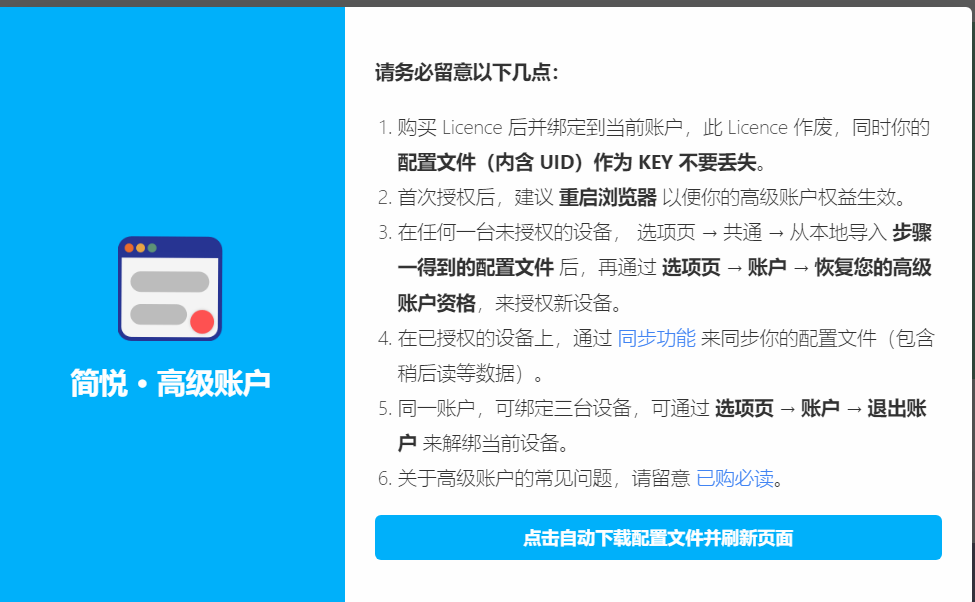 请务必留意以下几点：
1. 购买 Licence 后并绑定到当前账户，此 Licence 作废，同时你的
配置文件（内含 UID）作为 KEY 不要丢失。
2. 首次授权后，建议 重启浏览器 以便你的高级账户权益生效。
3. 在任何一台未授权的设备， 选项页 → 共通 → 从本地导入 步骤
一得到的配置文件 后，再通过 选项页 → 账户 → 恢复您的高级
账户资格，来授权新设备。
4. 在已授权的设备上，通过 同步功能 来同步你的配置文件（包含
稍后读等数据）。
5. 同一账户，可绑定三台设备，可通过 选项页 → 账户 → 退出账
户 来解绑当前设备。
6. 关于高级账户的常见问题，请留意 已购必读。
点击自动下载配置文件并刷新页面
简悦・高级账户